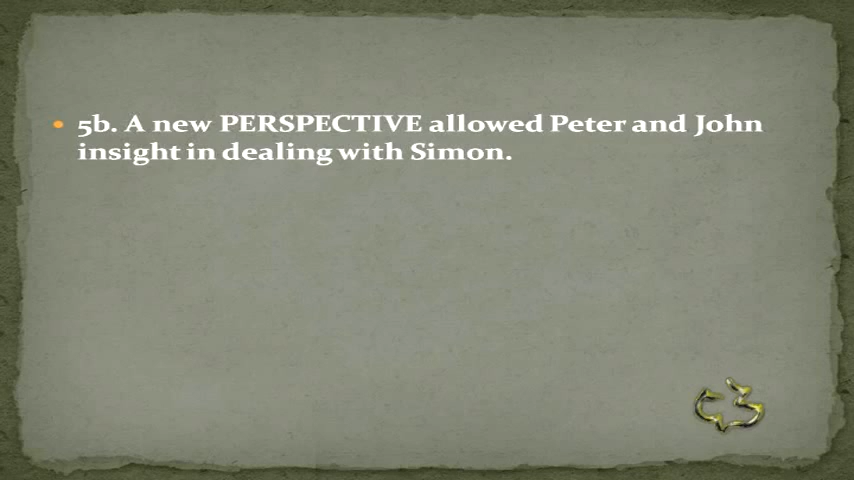 • 5b. A new PERSPECTIVE allowed Peter and John
insight in dealing with Simon.